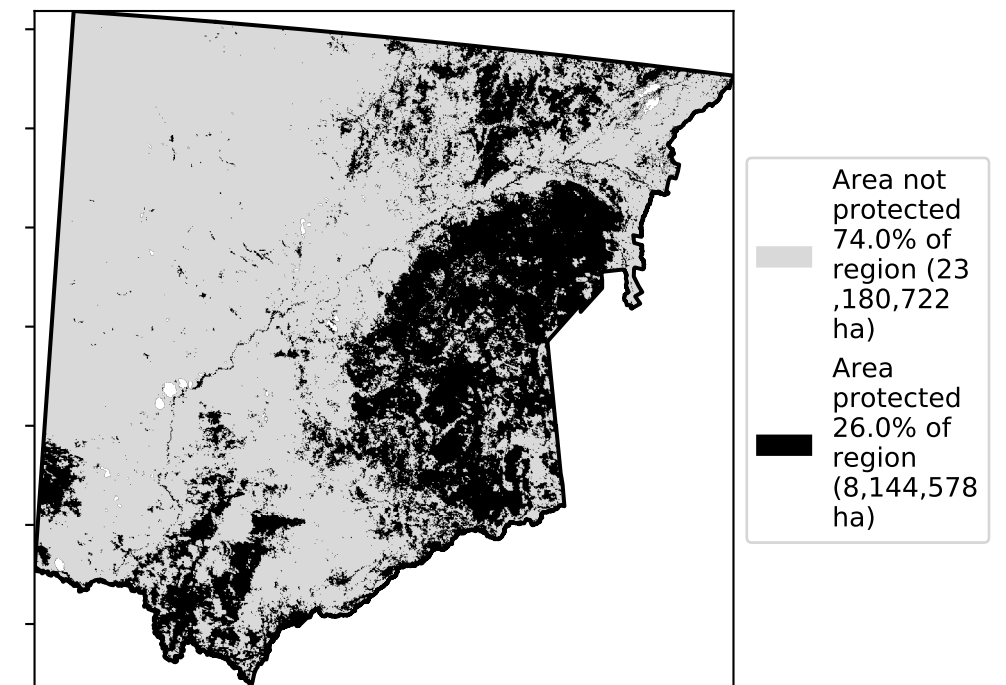 Area not
protected
74.0% of
region (23
,180,722
ha)
Area
protected
26.0% of
region
(8,144,578
ha)